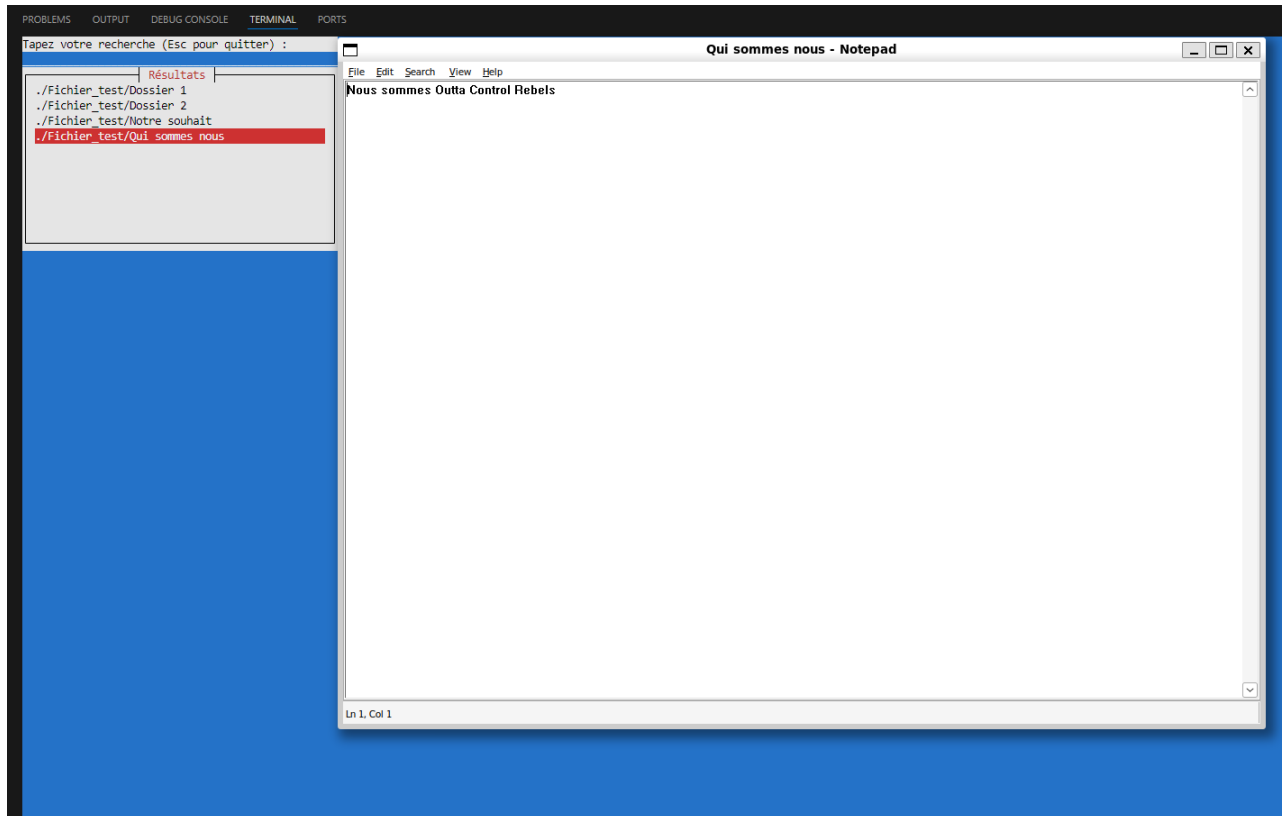 PROBLEMS OUTPUT DEBUG CONSOLE TERMINAL PORTS
Tapez votre recherche (Esc pour quitter) :
Résultats
./Fichier_test/Dossier 1
./Fichier_test/Dossier 2
./Fichier_test/Notre souhait
./Fichier_test/Qui sommes nous
Qui sommes nous - Notepad
File Edit Search View Help
Nous sommes Outta Control Rebels
Ln 1, Col 1